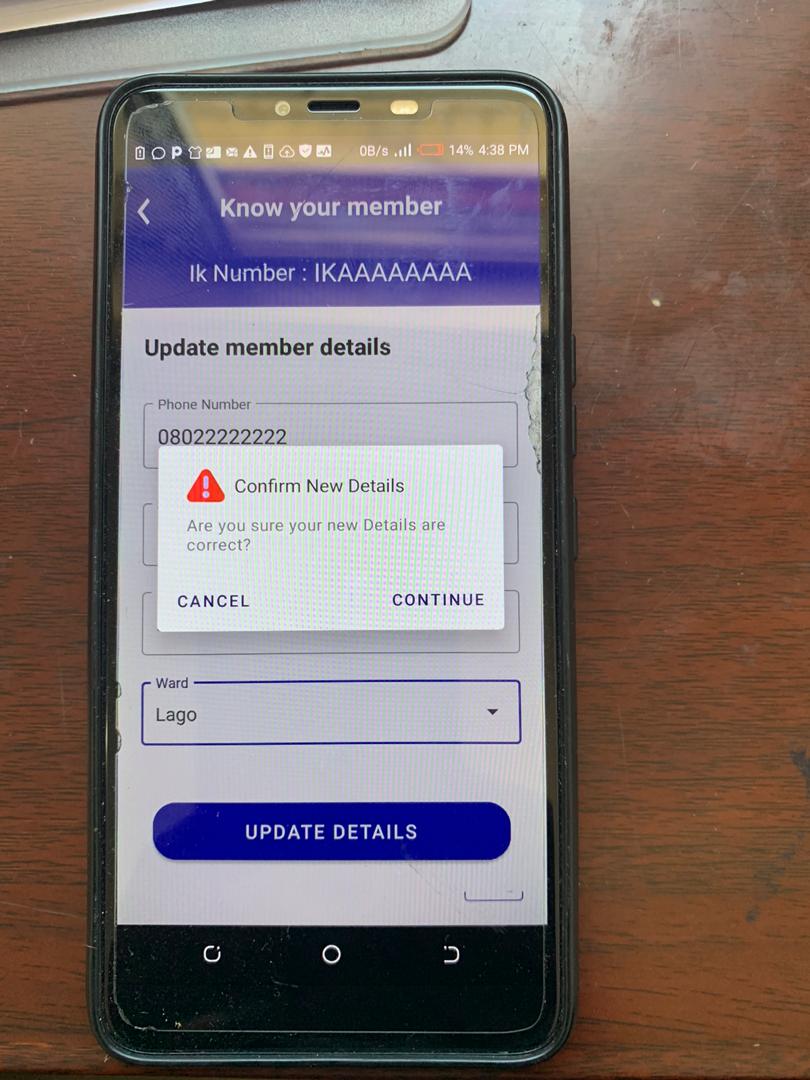 0B/s 14% 4:38 PM
Know your member
Ik Number : IKAAAAAAAA
Update member details
Phone Number
08022222222
Confirm New Details
Are you sure your new Details are
correct?
CANCEL CONTINUE
Ward
Lago
UPDATE DETAILS